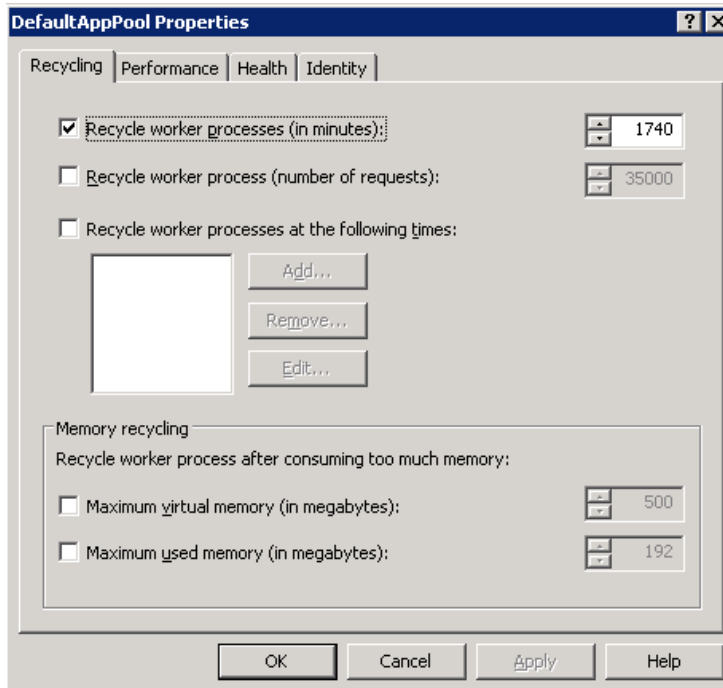 DefaultAppPool Properties
Recycling Performance Health Identity
Recycle worker processes (in minutes): 1740
Recycle worker process (number of requests): 35000
Recycle worker processes at the following times:
Add...
Remove...
Edit...
Memory recycling
Recycle worker process after consuming too much memory:
Maximum virtual memory (in megabytes): 500
Maximum used memory (in megabytes): 192
OK Cancel Apply Help